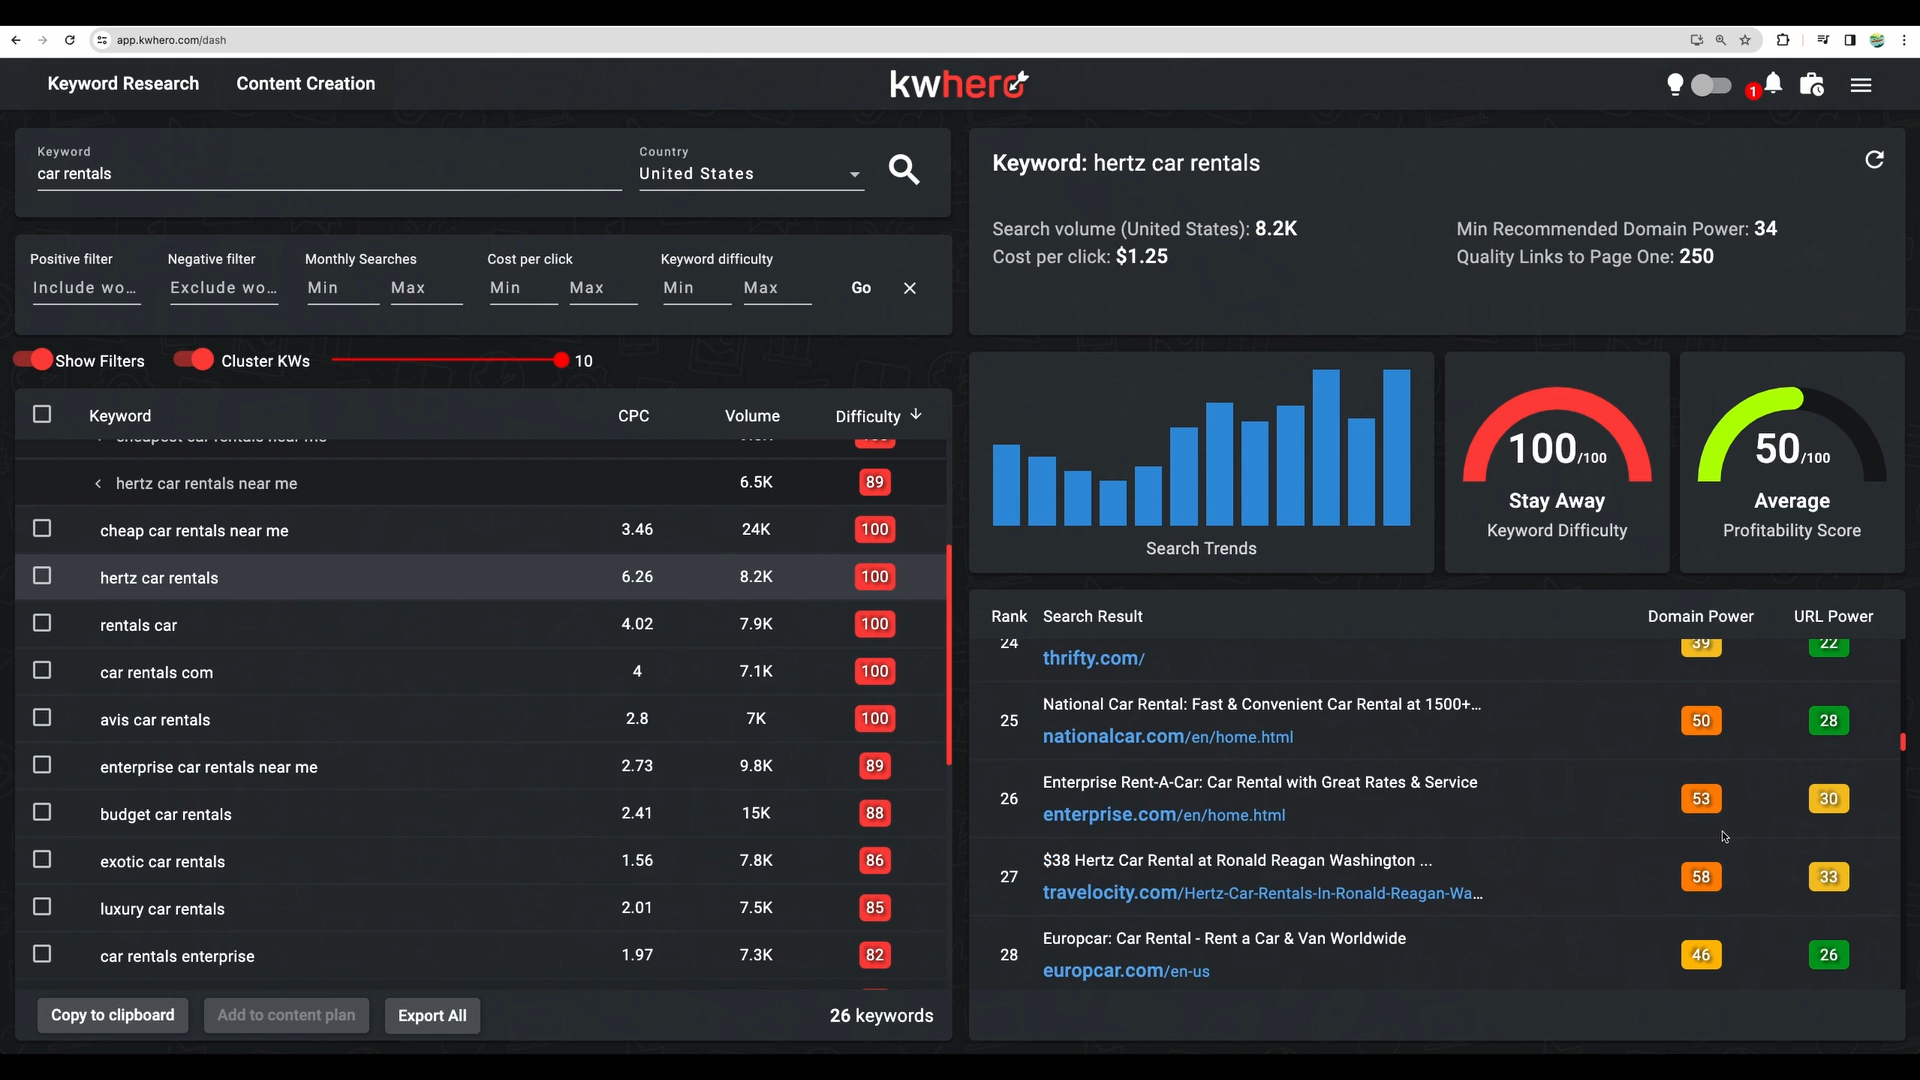 app.kwhero.com/dash
Keyword Research
Content Creation
kwhero
1
Keyword
car rentals
Country
United States
Positive filter
Negative filter
Monthly Searches
Cost per click
Keyword difficulty
Include wo...
Exclude wo...
Min
Max
Min
Max
Min
Max
Go
Show Filters
Cluster KWs
10
Keyword
CPC
Volume
Difficulty
cheapest car rentals near me
hertz car rentals near me 6.5K 89
cheap car rentals near me 3.46 24K 100
hertz car rentals 6.26 8.2K 100
rentals car 4.02 7.9K 100
car rentals com 4 7.1K 100
avis car rentals 2.8 7K 100
enterprise car rentals near me 2.73 9.8K 89
budget car rentals 2.41 15K 88
exotic car rentals 1.56 7.8K 86
luxury car rentals 2.01 7.5K 85
car rentals enterprise 1.97 7.3K 82
Copy to clipboard
Add to content plan
Export All
26 keywords
Keyword: hertz car rentals
Search volume (United States): 8.2K
Cost per click: $1.25
Min Recommended Domain Power: 34
Quality Links to Page One: 250
Search Trends
100/100
Stay Away
Keyword Difficulty
50/100
Average
Profitability Score
Rank
Search Result
Domain Power
URL Power
24
thrifty.com/
39
22
25
National Car Rental: Fast & Convenient Car Rental at 1500+...
nationalcar.com/en/home.html
50
28
26
Enterprise Rent-A-Car: Car Rental with Great Rates & Service
enterprise.com/en/home.html
53
30
27
$38 Hertz Car Rental at Ronald Reagan Washington ...
travelocity.com/Hertz-Car-Rentals-In-Ronald-Reagan-Wa...
58
33
28
Europcar: Car Rental - Rent a Car & Van Worldwide
europcar.com/en-us
46
26